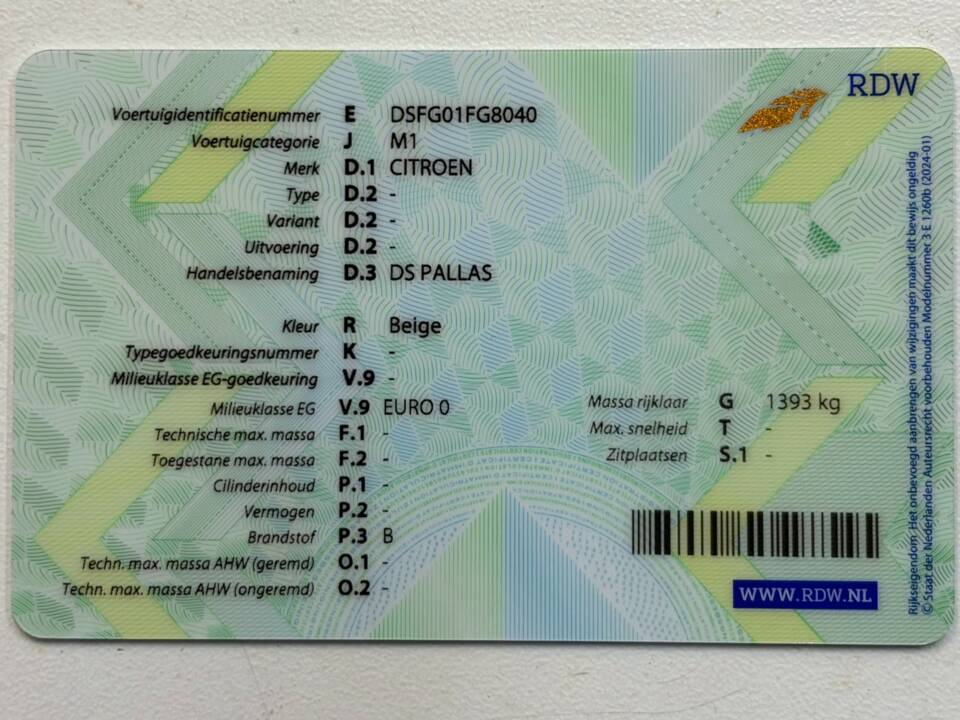 RDW
Voertuigidentificatienummer E DSFG01FG8040
Voertuigcategorie J M1
Merk D.1 CITROEN
Type D.2 -
Variant D.2 -
Uitvoering D.2 -
Handelsbenaming D.3 DS PALLAS
Kleur R Beige
Typegoedkeuringsnummer K -
Milieuklasse EG-goedkeuring V.9 -
Milieuklasse EG V.9 EURO 0
Technische max. massa F.1 -
Toegestane max. massa F.2 -
Cilinderinhoud P.1 -
Vermogen P.2 -
Brandstof P.3 B
Techn. max. massa AHW (geremd) O.1 -
Techn. max. massa AHW (ongeremd) O.2 -
Massa rijklaar G 1393 kg
Max. snelheid T -
Zitplaatsen S.1 -
WWW.RDW.NL
Rijkseigendom. Het onbevoegd aanbrengen van wijzigingen maakt dit bewijs ongeldig
© Staat der Nederlanden Auteursrecht voorbehouden Modelnummer 3 E 1260b (2024-01)